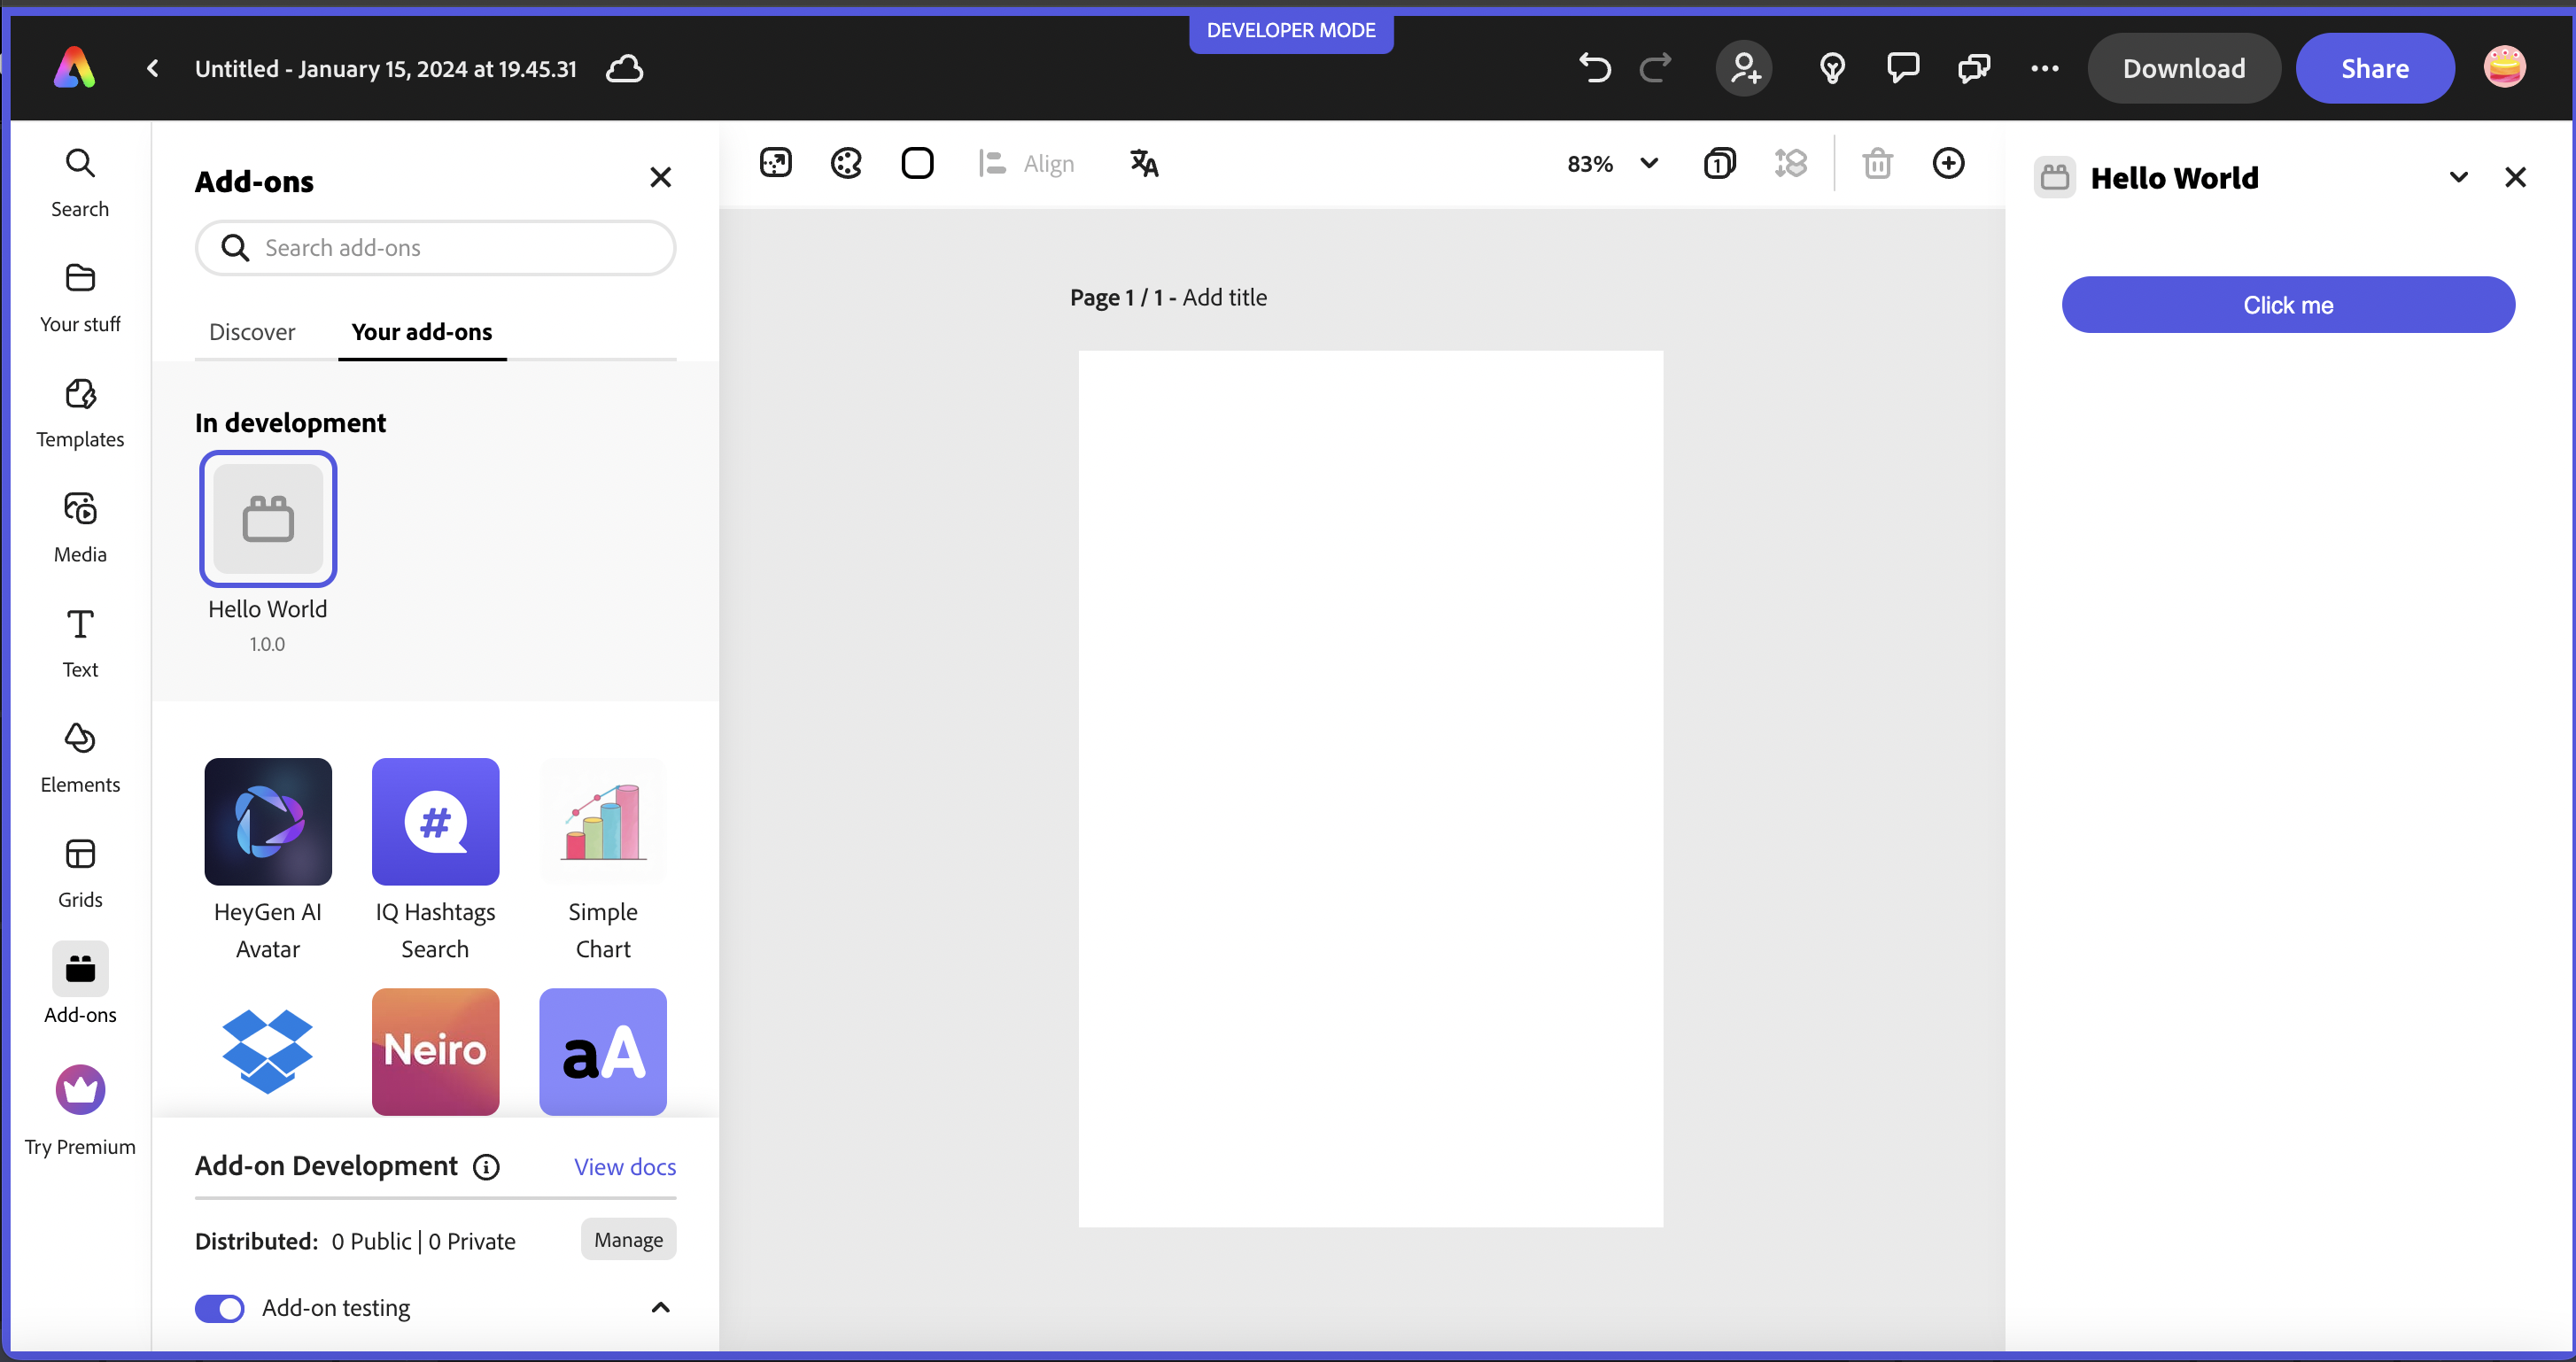 DEVELOPER MODE
Untitled - January 15, 2024 at 19.45.31
Download
Share
Search
Your stuff
Templates
Media
Text
Elements
Grids
Add-ons
Try Premium
Add-ons
Search add-ons
Discover
Your add-ons
In development
Hello World
1.0.0
HeyGen AI
Avatar
IQ Hashtags
Search
Simple
Chart
#
Neiro
aA
Add-on Development
View docs
Distributed: 0 Public | 0 Private
Manage
Add-on testing
Align
83%
1
Page 1 / 1 - Add title
Hello World
Click me